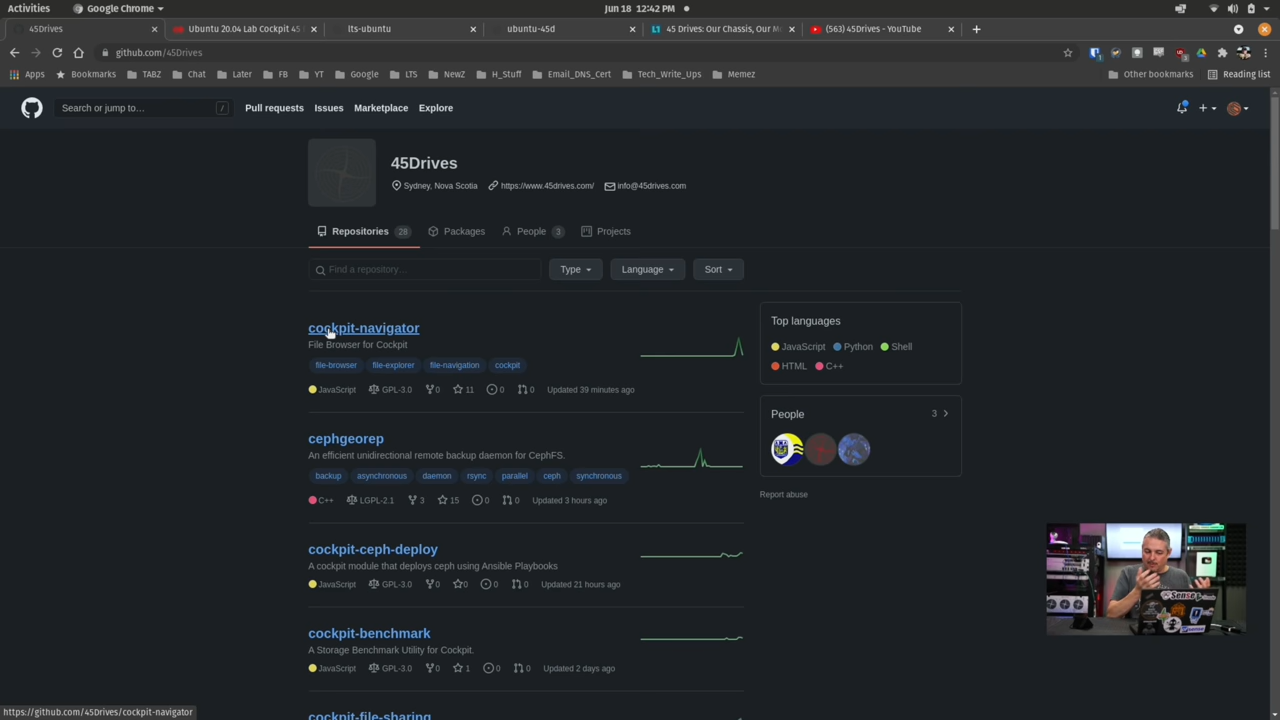 Activities
Google Chrome
Jun 18 12:42 PM
45Drives
Ubuntu 20.04 Lab Cockpit 45
lts-ubuntu
ubuntu-45d
45 Drives: Our Chassis, Our M
(563) 45Drives - YouTube
github.com/45Drives
Apps
Bookmarks
TABZ
Chat
Later
FB
YT
Google
LTS
NewZ
H_Stuff
Email_DNS_Cert
Tech_Write_Ups
Memez
Other bookmarks
Reading list
Search or jump to…
/
Pull requests
Issues
Marketplace
Explore
45Drives
Sydney, Nova Scotia
https://www.45drives.com/
info@45drives.com
Repositories 28
Packages
People 3
Projects
Find a repository…
Type
Language
Sort
cockpit-navigator
File Browser for Cockpit
file-browser file-explorer file-navigation cockpit
JavaScript GPL-3.0 0 11 0 0 Updated 39 minutes ago
cephgeorep
An efficient unidirectional remote backup daemon for CephFS.
backup asynchronous daemon rsync parallel ceph synchronous
C++ LGPL-2.1 3 15 0 0 Updated 3 hours ago
cockpit-ceph-deploy
A cockpit module that deploys ceph using Ansible Playbooks
JavaScript GPL-3.0 0 0 0 0 Updated 21 hours ago
cockpit-benchmark
A Storage Benchmark Utility for Cockpit.
JavaScript GPL-3.0 0 1 0 0 Updated 2 days ago
cockpit-file-sharing
Top languages
JavaScript Python Shell
HTML C++
People 3
Report abuse
https://github.com/45Drives/cockpit-navigator